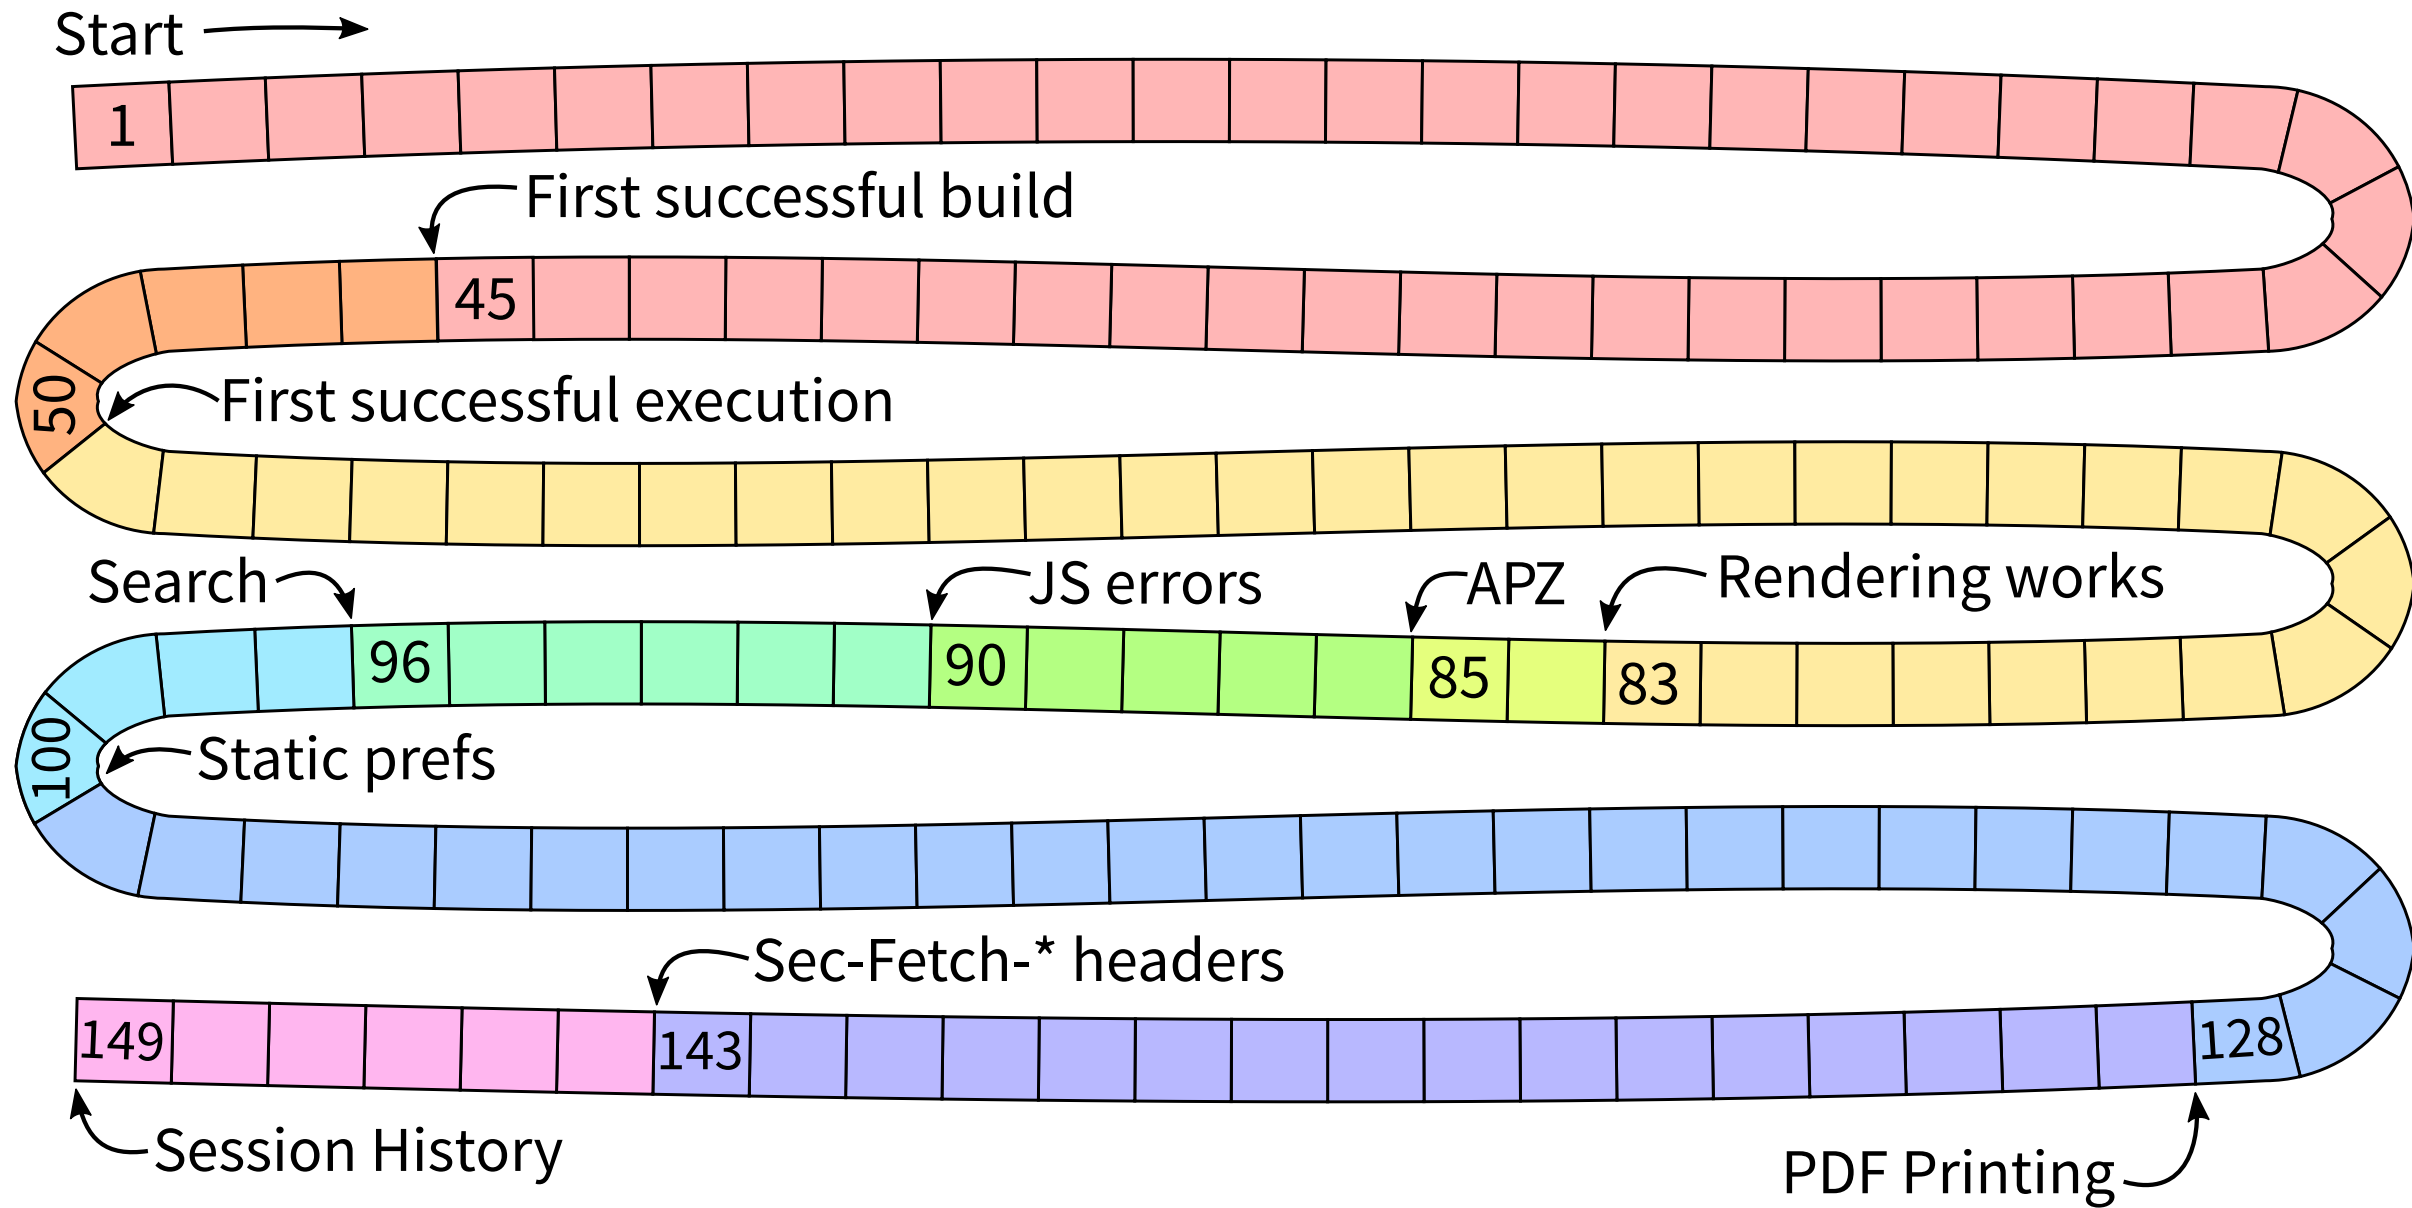 Start
1
First successful build
45
50
First successful execution
Search
JS errors
APZ
Rendering works
96
90
85
83
100
Static prefs
Sec-Fetch-* headers
149
143
128
Session History
PDF Printing